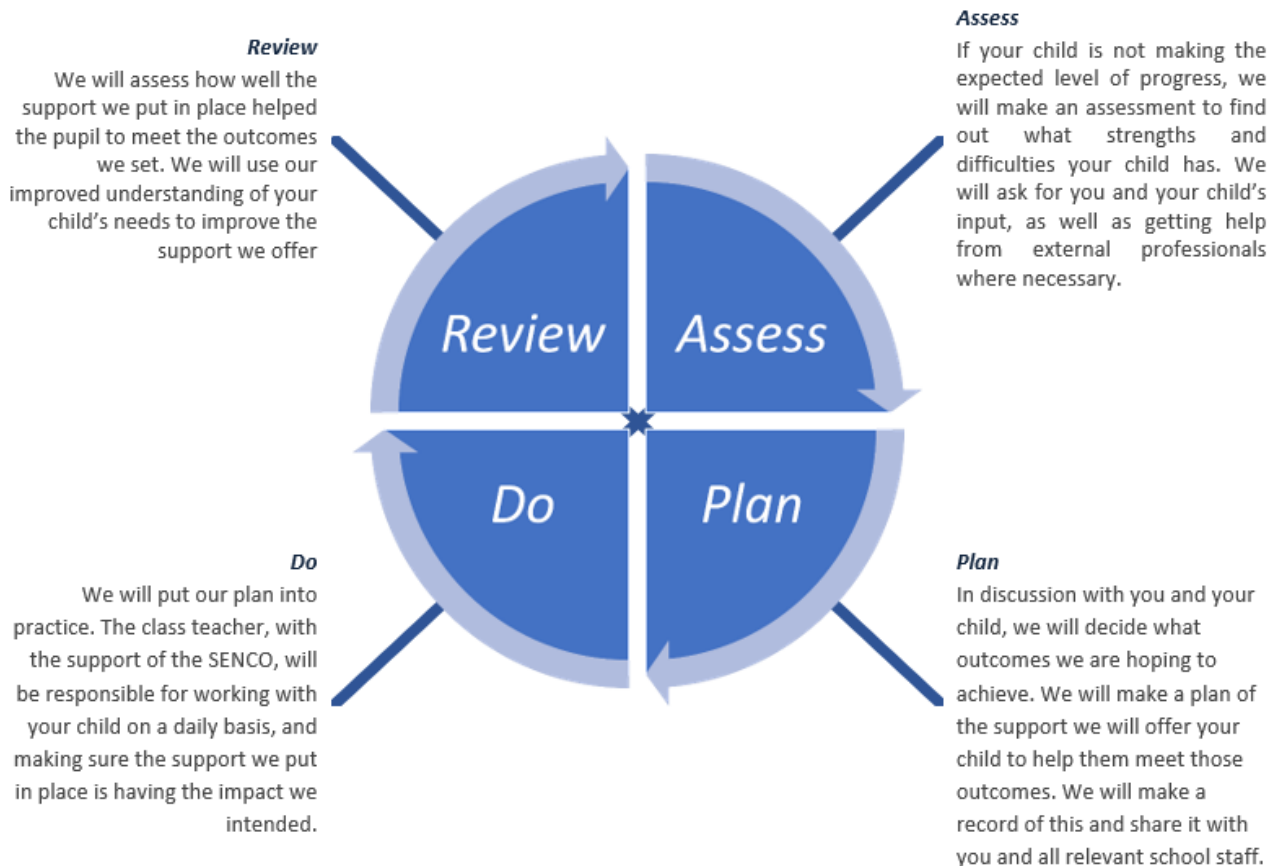 Review
We will assess how well the
support we put in place helped
the pupil to meet the outcomes
we set. We will use our
improved understanding of your
child’s needs to improve the
support we offer
Assess
If your child is not making the
expected level of progress, we
will make an assessment to find
out what strengths and
difficulties your child has. We
will ask for you and your child’s
input, as well as getting help
from external professionals
where necessary.
Review
Assess
Do
Plan
Do
We will put our plan into
practice. The class teacher, with
the support of the SENCO, will
be responsible for working with
your child on a daily basis, and
making sure the support we put
in place is having the impact we
intended.
Plan
In discussion with you and your
child, we will decide what
outcomes we are hoping to
achieve. We will make a plan of
the support we will offer your
child to help them meet those
outcomes. We will make a
record of this and share it with
you and all relevant school staff.